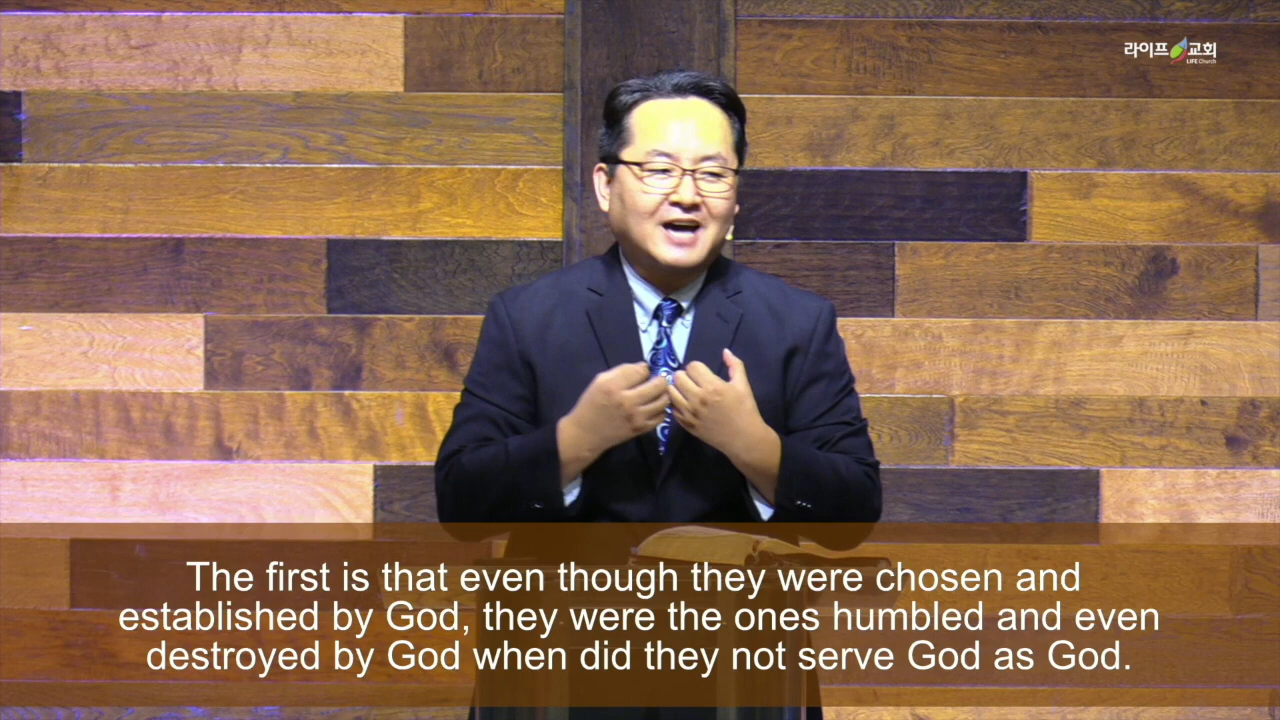 라이프 교회
LIFE Church
The first is that even though they were chosen and
established by God, they were the ones humbled and even
destroyed by God when did they not serve God as God.